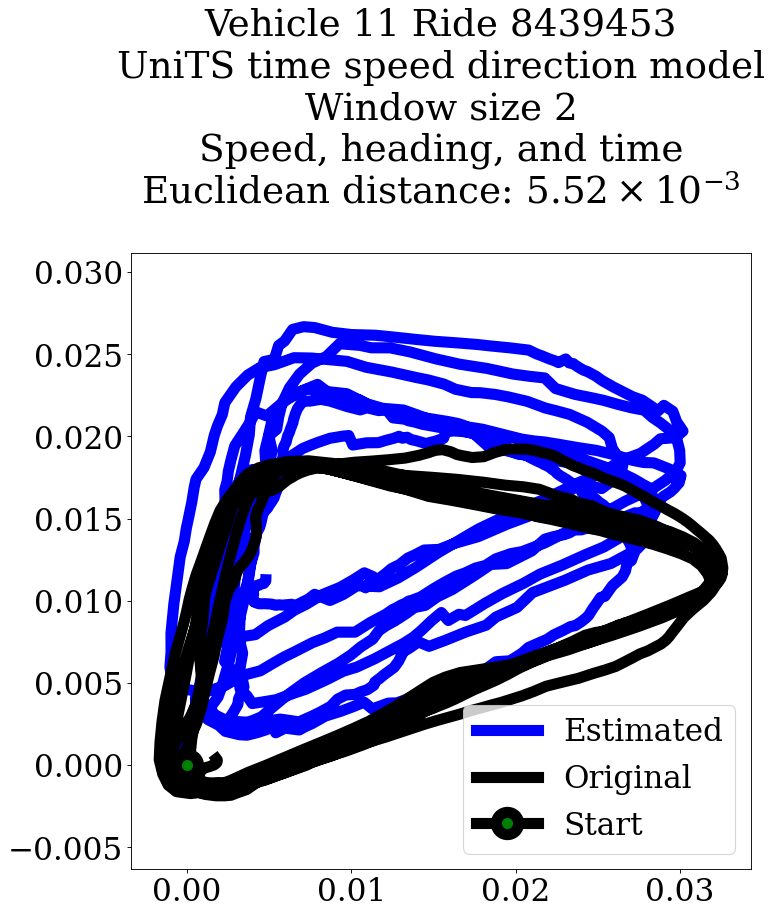 Vehicle 11 Ride 8439453
UniTS time speed direction model
Window size 2
Speed, heading, and time
Euclidean distance: 5.52 × 10⁻³
0.030
0.025
0.020
0.015
0.010
0.005
0.000
−0.005
Estimated
Original
Start
0.00 0.01 0.02 0.03